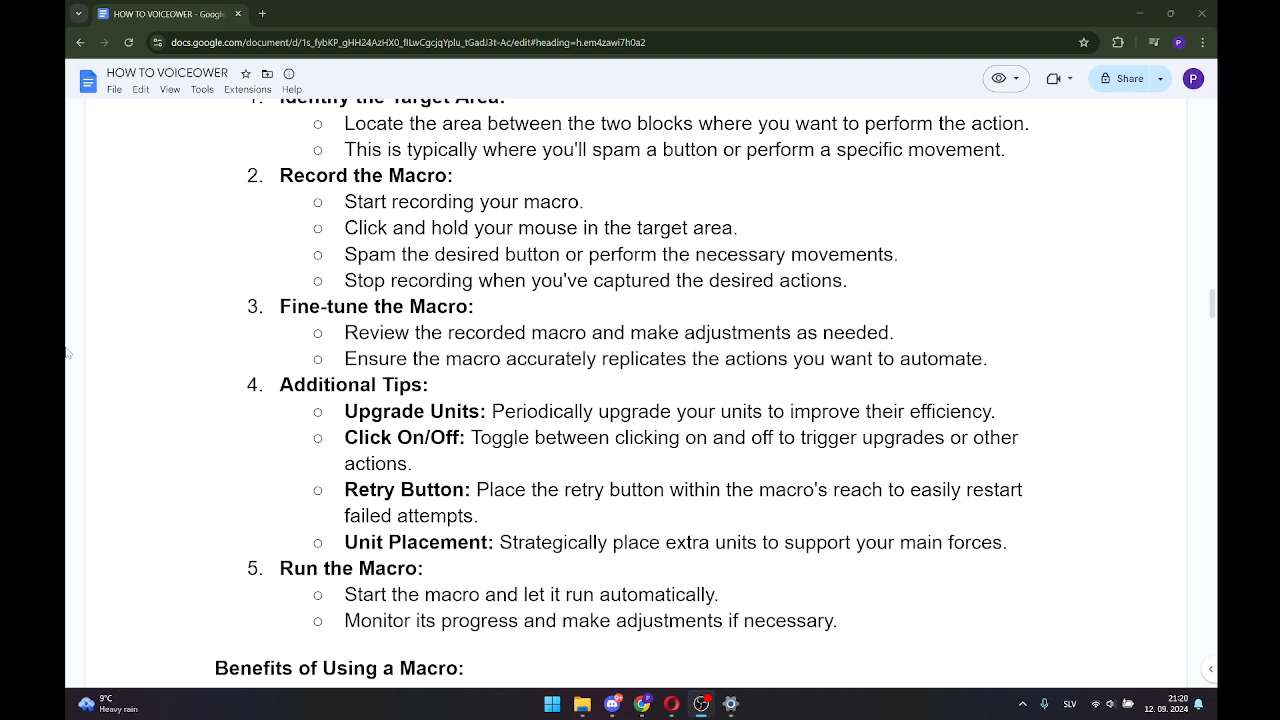 HOW TO VOICEOWER - Google
docs.google.com/document/d/1s_fybKP_gHH24AzHX0_flLwCgcjqYplu_tGadJ3t-Ac/edit#heading=h.em4zawi7h0a2
HOW TO VOICEOWER
File Edit View Tools Extensions Help
Share
P
1. Identify the Target Area:
○ Locate the area between the two blocks where you want to perform the action.
○ This is typically where you'll spam a button or perform a specific movement.
2. Record the Macro:
○ Start recording your macro.
○ Click and hold your mouse in the target area.
○ Spam the desired button or perform the necessary movements.
○ Stop recording when you've captured the desired actions.
3. Fine-tune the Macro:
○ Review the recorded macro and make adjustments as needed.
○ Ensure the macro accurately replicates the actions you want to automate.
4. Additional Tips:
○ Upgrade Units: Periodically upgrade your units to improve their efficiency.
○ Click On/Off: Toggle between clicking on and off to trigger upgrades or other
actions.
○ Retry Button: Place the retry button within the macro's reach to easily restart
failed attempts.
○ Unit Placement: Strategically place extra units to support your main forces.
5. Run the Macro:
○ Start the macro and let it run automatically.
○ Monitor its progress and make adjustments if necessary.
Benefits of Using a Macro:
9°C
Heavy rain
SLV
21:20
12. 09. 2024